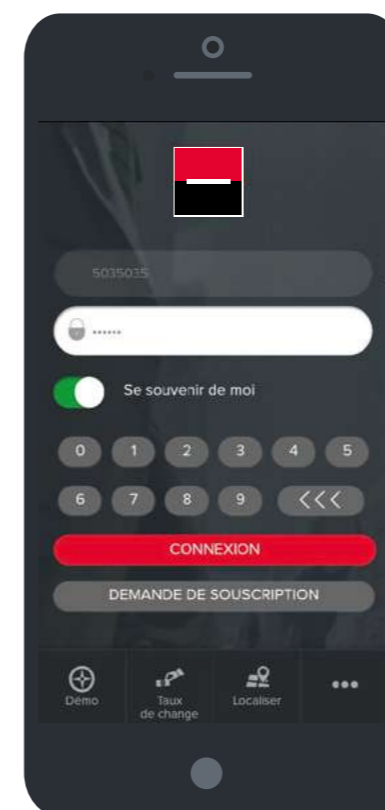 5035035
••••••
Se souvenir de moi
0 1 2 3 4 5
6 7 8 9 <<<
CONNEXION
DEMANDE DE SOUSCRIPTION
Démo
Taux
de change
Localiser
•••